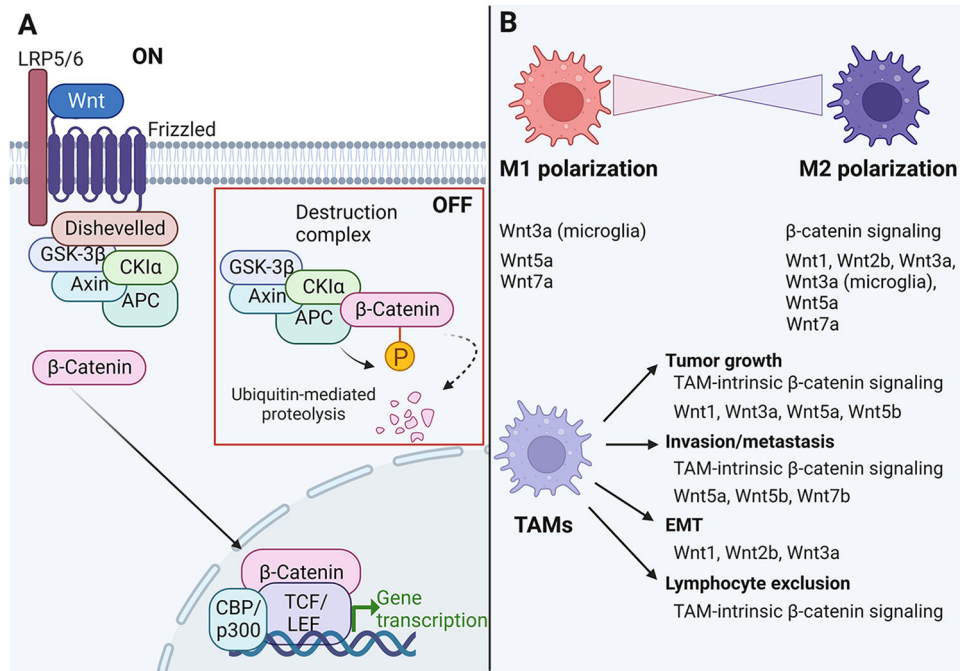 A
LRP5/6
ON
Wnt
Frizzled
Dishevelled
GSK-3β
CKIα
Axin
APC
β-Catenin
OFF
Destruction
complex
GSK-3β
CKIα
Axin
APC
β-Catenin
P
Ubiquitin-mediated
proteolysis
β-Catenin
CBP/
p300
TCF/
LEF
Gene
transcription
B
M1 polarization
M2 polarization
Wnt3a (microglia)
Wnt5a
Wnt7a
β-catenin signaling
Wnt1, Wnt2b, Wnt3a,
Wnt3a (microglia),
Wnt5a
Wnt7a
TAMs
Tumor growth
TAM-intrinsic β-catenin signaling
Wnt1, Wnt3a, Wnt5a, Wnt5b
Invasion/metastasis
TAM-intrinsic β-catenin signaling
Wnt5a, Wnt5b, Wnt7b
EMT
Wnt1, Wnt2b, Wnt3a
Lymphocyte exclusion
TAM-intrinsic β-catenin signaling